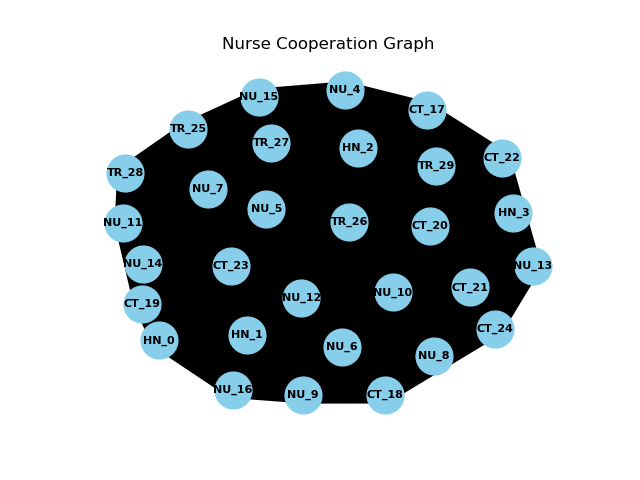 Nurse Cooperation Graph
NU_4
NU_15
CT_17
TR_25
TR_27
HN_2
CT_22
TR_29
TR_28
NU_7
NU_5
HN_3
NU_11
TR_26
CT_20
NU_14
CT_23
NU_13
CT_21
NU_10
NU_12
CT_19
CT_24
HN_1
HN_0
NU_6
NU_8
NU_16
NU_9
CT_18